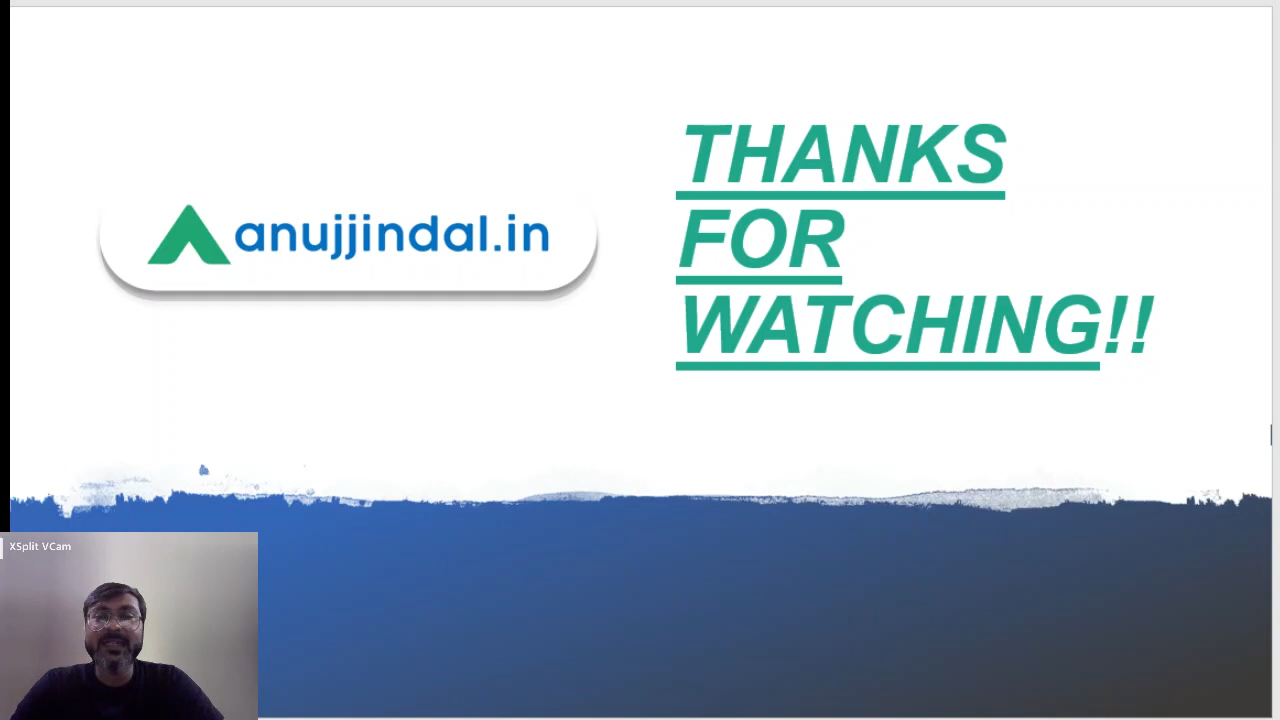 anujjindal.in
THANKS
FOR
WATCHING!!
XSplit VCam